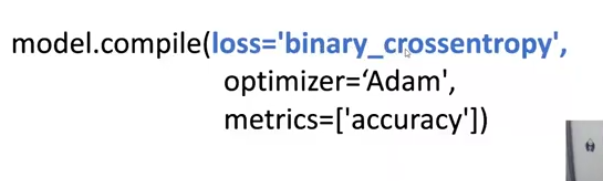 model.compile(loss='binary_crossentropy',
optimizer=‘Adam',
metrics=['accuracy'])